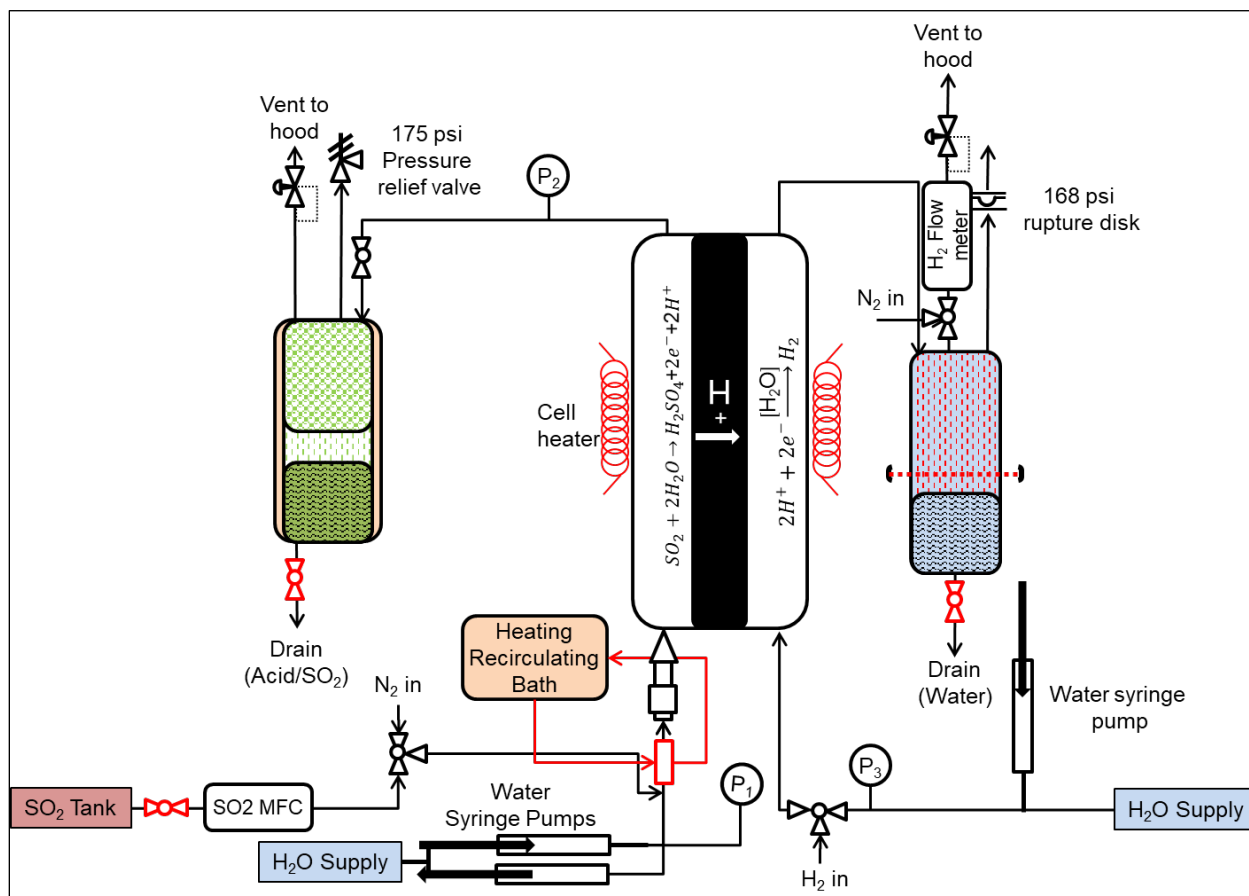 Vent to
hood
175 psi
Pressure
relief valve
P₂
Vent to
hood
H₂ Flow
meter
168 psi
rupture disk
N₂ in
Cell
heater
SO₂ + 2H₂O → H₂SO₄+2e⁻+2H⁺
H
+
2H⁺ + 2e⁻ [H₂O]⟶ H₂
Drain
(Acid/SO₂)
Heating
Recirculating
Bath
Drain
(Water)
Water syringe
pump
N₂ in
SO₂ Tank
SO2 MFC
Water
Syringe Pumps
P₁
H₂O Supply
P₃
H₂ in
H₂O Supply